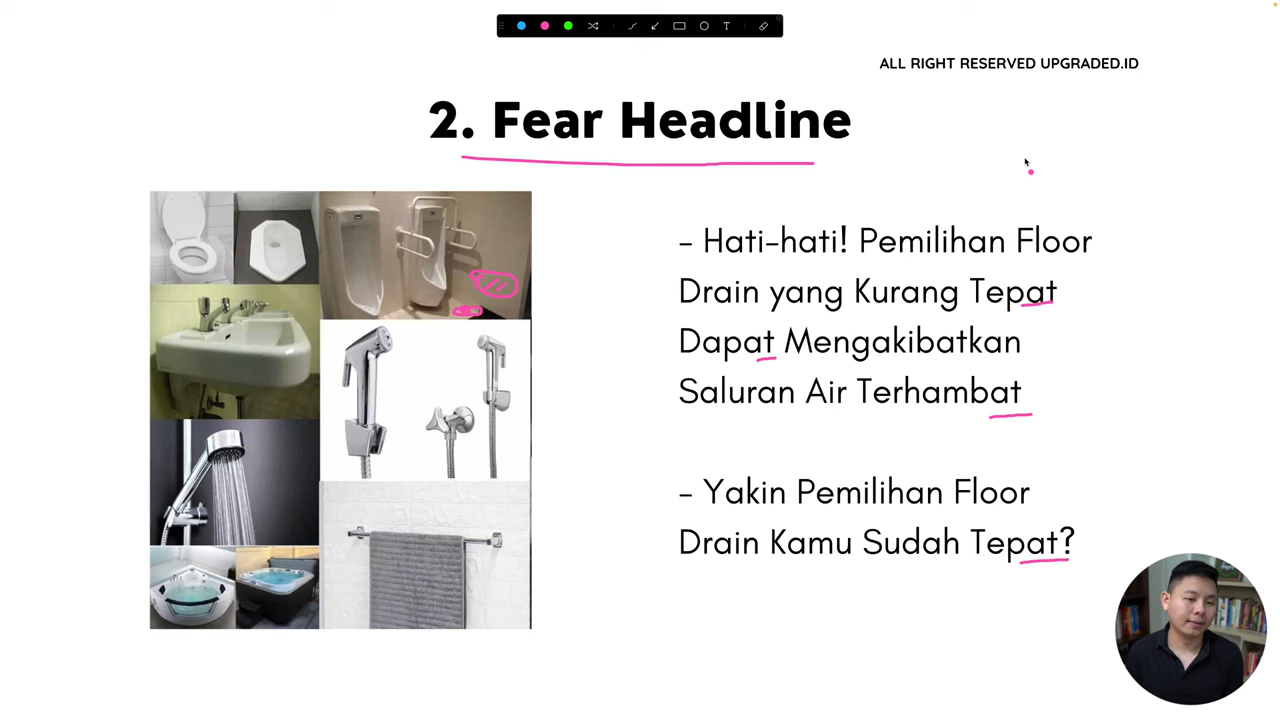 ALL RIGHT RESERVED UPGRADED.ID
2. Fear Headline
- Hati-hati! Pemilihan Floor
Drain yang Kurang Tepat
Dapat Mengakibatkan
Saluran Air Terhambat
- Yakin Pemilihan Floor
Drain Kamu Sudah Tepat?